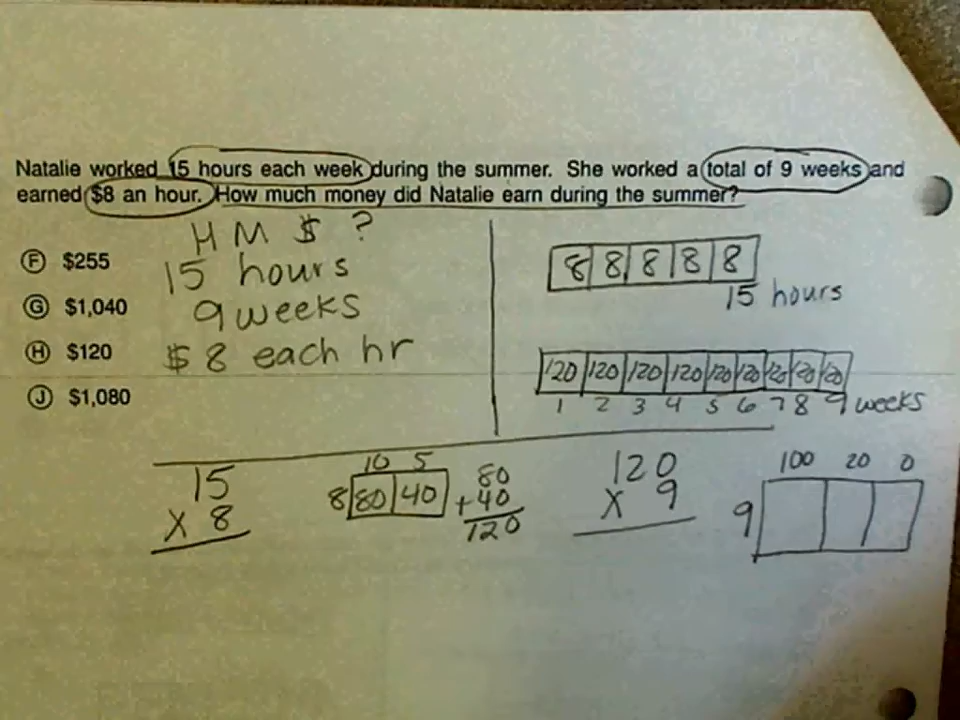 Natalie worked 15 hours each week during the summer. She worked a total of 9 weeks and
earned $8 an hour. How much money did Natalie earn during the summer?
F $255
G $1,040
H $120
J $1,080
H M $ ?
15 hours
9 weeks
$8 each hr
8 8 8 8 8
15 hours
120 120 120 120 120 120 120 120 120
1 2 3 4 5 6 7 8 9 weeks
15
X 8
10 5
8 80 40
80
+40
120
120
X 9
100 20 0
9